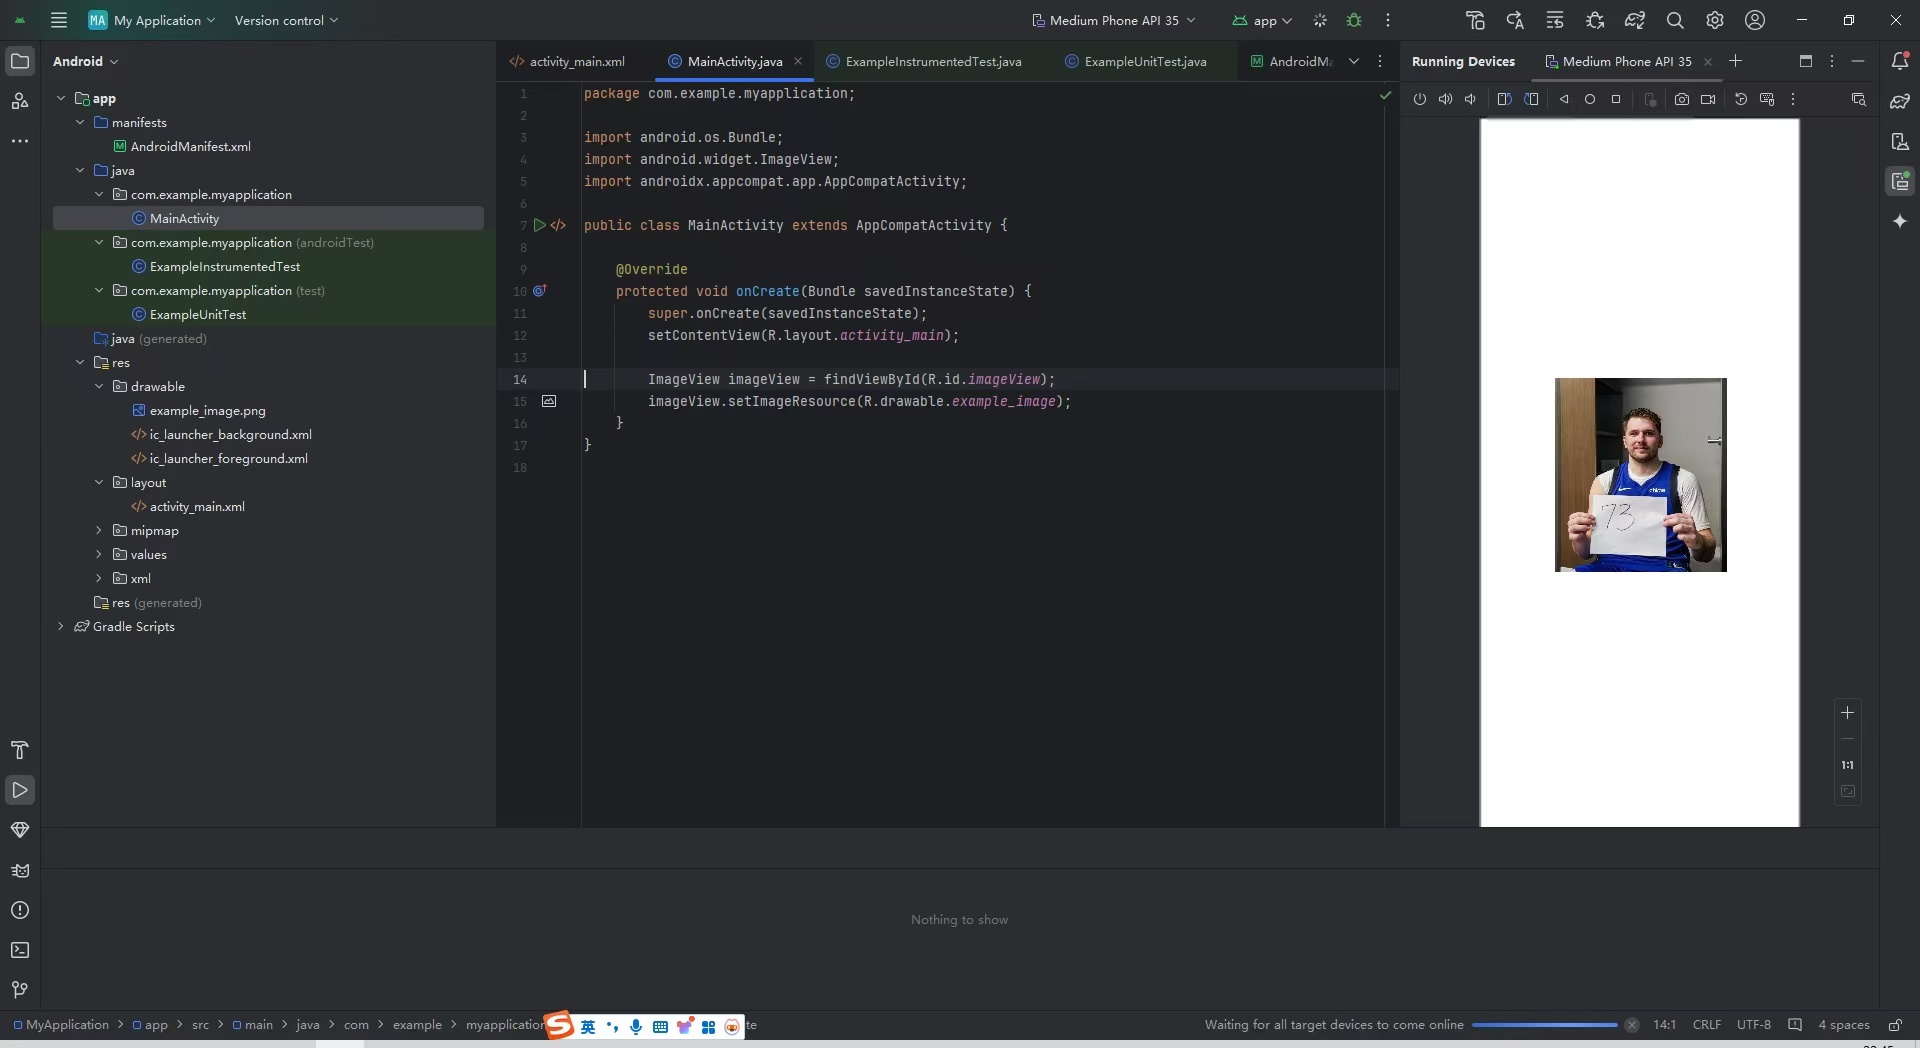 MA My Application Version control Medium Phone API 35 app
Android
app
manifests
AndroidManifest.xml
java
com.example.myapplication
MainActivity
com.example.myapplication (androidTest)
ExampleInstrumentedTest
com.example.myapplication (test)
ExampleUnitTest
java (generated)
res
drawable
example_image.png
ic_launcher_background.xml
ic_launcher_foreground.xml
layout
activity_main.xml
mipmap
values
xml
res (generated)
Gradle Scripts
activity_main.xml MainActivity.java ExampleInstrumentedTest.java ExampleUnitTest.java AndroidMa
1 package com.example.myapplication;
2
3 import android.os.Bundle;
4 import android.widget.ImageView;
5 import androidx.appcompat.app.AppCompatActivity;
6
7 public class MainActivity extends AppCompatActivity {
8
9 @Override
10 protected void onCreate(Bundle savedInstanceState) {
11 super.onCreate(savedInstanceState);
12 setContentView(R.layout.activity_main);
13
14 ImageView imageView = findViewById(R.id.imageView);
15 imageView.setImageResource(R.drawable.example_image);
16 }
17 }
18
Running Devices Medium Phone API 35
chime
73
1:1
Nothing to show
MyApplication > app > src > main > java > com > example > myapplication
S 英
Waiting for all target devices to come online 14:1 CRLF UTF-8 4 spaces